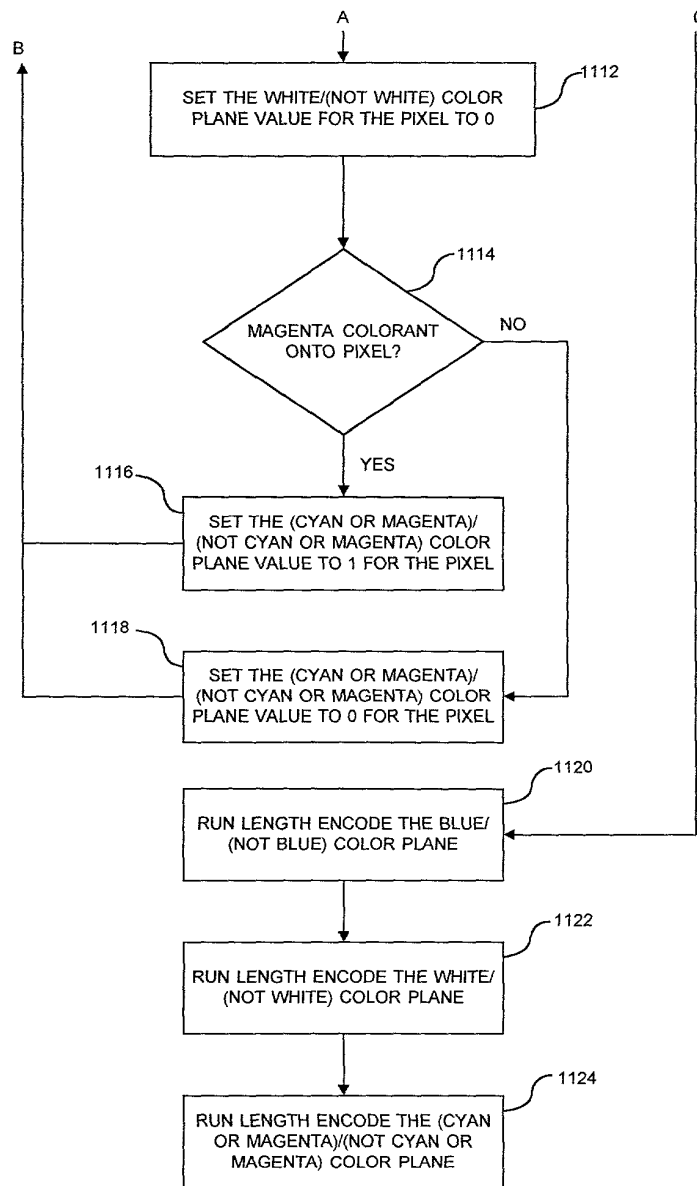 A
B
1112
SET THE WHITE/(NOT WHITE) COLOR
PLANE VALUE FOR THE PIXEL TO 0
1114
MAGENTA COLORANT
ONTO PIXEL?
NO
YES
1116
SET THE (CYAN OR MAGENTA)/
(NOT CYAN OR MAGENTA) COLOR
PLANE VALUE TO 1 FOR THE PIXEL
1118
SET THE (CYAN OR MAGENTA)/
(NOT CYAN OR MAGENTA) COLOR
PLANE VALUE TO 0 FOR THE PIXEL
1120
RUN LENGTH ENCODE THE BLUE/
(NOT BLUE) COLOR PLANE
1122
RUN LENGTH ENCODE THE WHITE/
(NOT WHITE) COLOR PLANE
1124
RUN LENGTH ENCODE THE (CYAN
OR MAGENTA)/(NOT CYAN OR
MAGENTA) COLOR PLANE